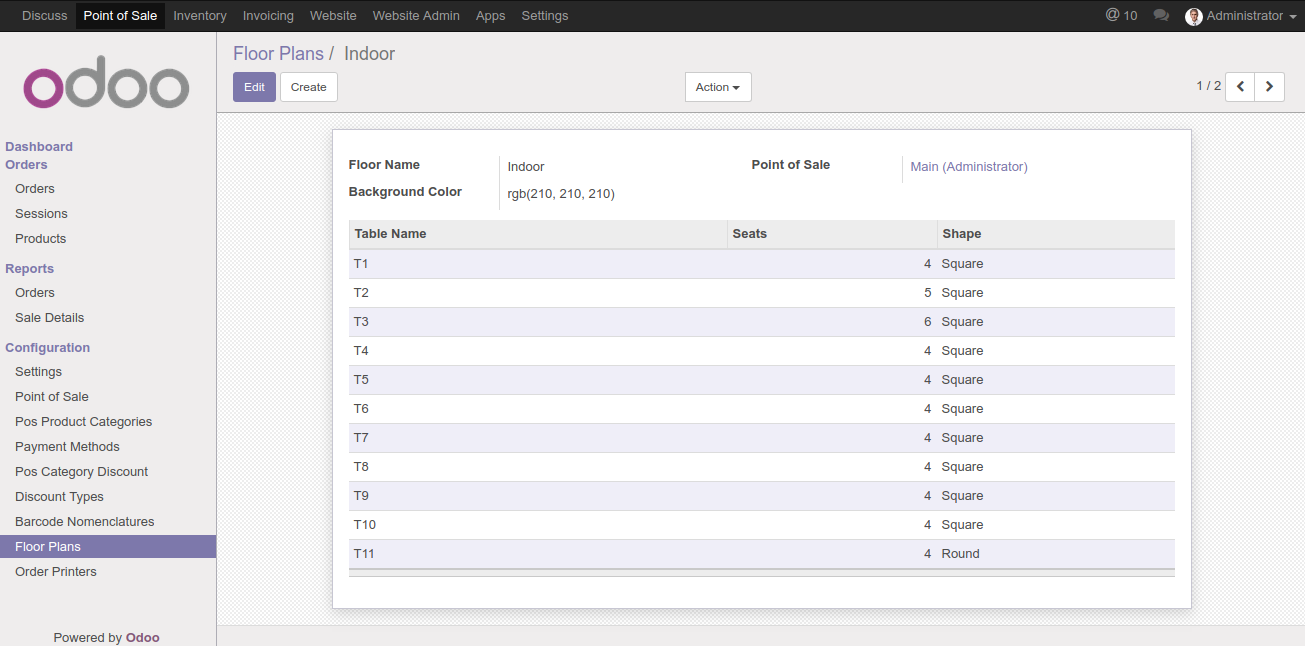 Discuss Point of Sale Inventory Invoicing Website Website Admin Apps Settings @ 10 Administrator
odoo
Dashboard
Orders
Orders
Sessions
Products
Reports
Orders
Sale Details
Configuration
Settings
Point of Sale
Pos Product Categories
Payment Methods
Pos Category Discount
Discount Types
Barcode Nomenclatures
Floor Plans
Order Printers
Powered by Odoo
Floor Plans / Indoor
Edit Create Action 1 / 2
Floor Name Indoor Point of Sale Main (Administrator)
Background Color rgb(210, 210, 210)
Table Name Seats Shape
T1 4 Square
T2 5 Square
T3 6 Square
T4 4 Square
T5 4 Square
T6 4 Square
T7 4 Square
T8 4 Square
T9 4 Square
T10 4 Square
T11 4 Round